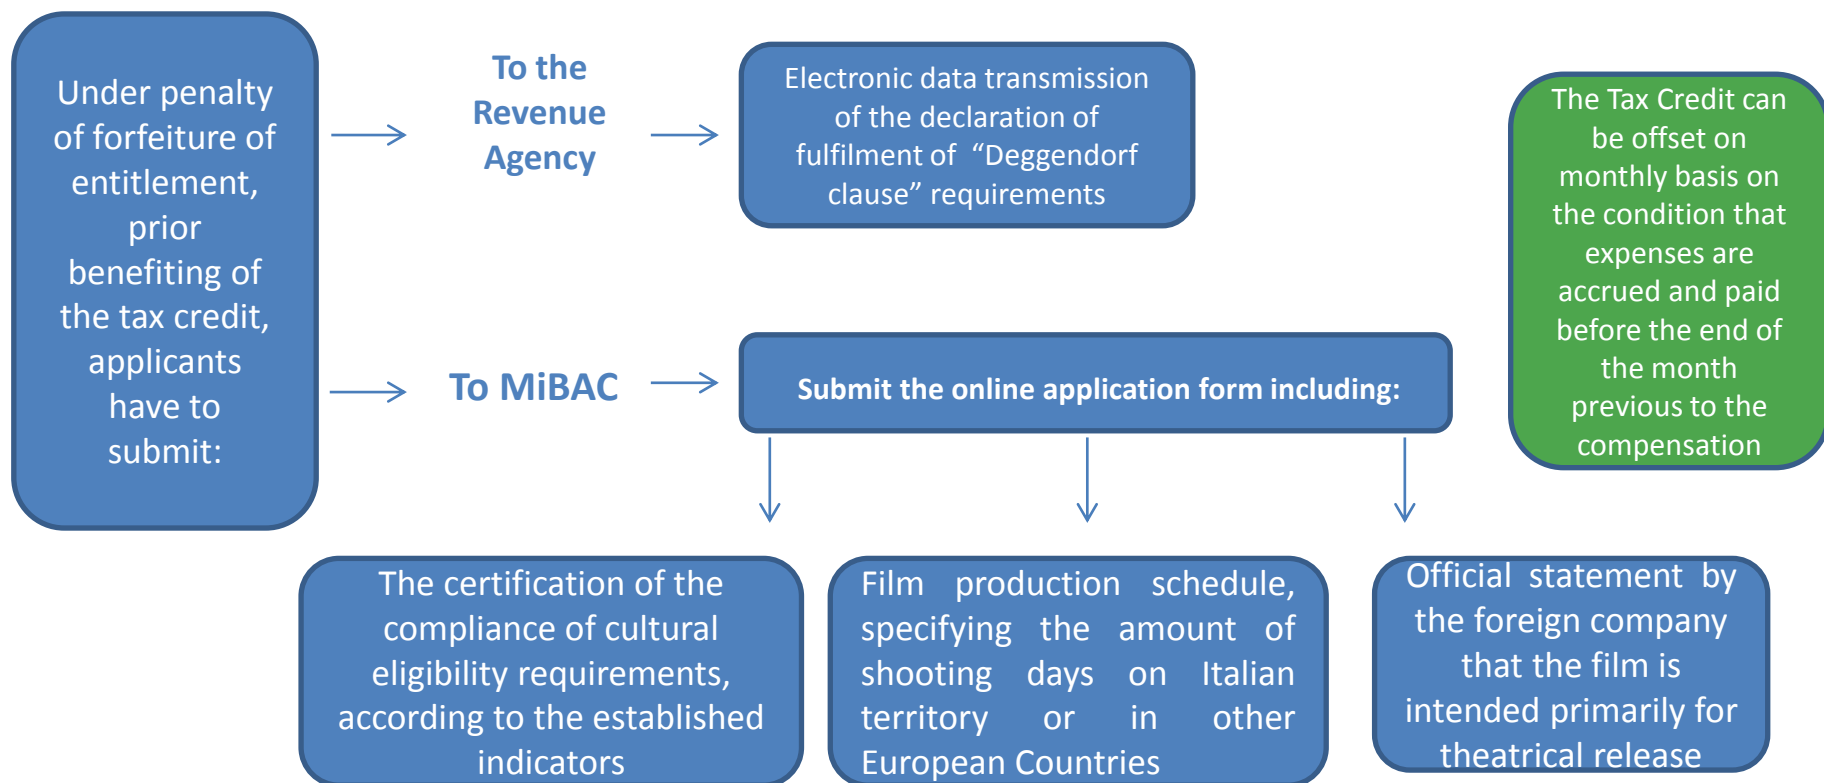 Under penalty
of forfeiture of
entitlement,
prior
benefiting of
the tax credit,
applicants
have to
submit:
To the
Revenue
Agency
Electronic data transmission
of the declaration of
fulfilment of “Deggendorf
clause” requirements
To MiBAC
Submit the online application form including:
The certification of the
compliance of cultural
eligibility requirements,
according to the established
indicators
Film production schedule,
specifying the amount of
shooting days on Italian
territory or in other
European Countries
Official statement by
the foreign company
that the film is
intended primarily for
theatrical release
The Tax Credit can
be offset on
monthly basis on
the condition that
expenses are
accrued and paid
before the end of
the month
previous to the
compensation